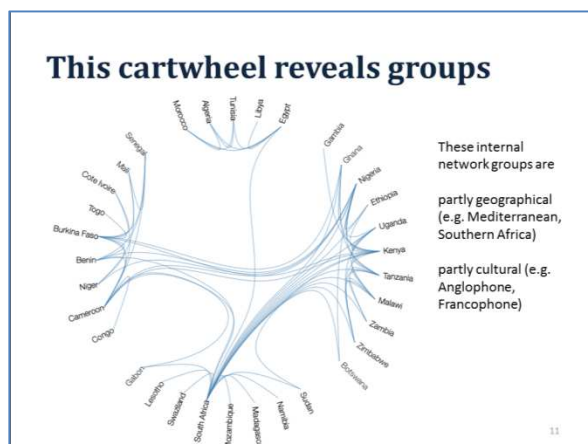 This cartwheel reveals groups
Morocco
Algeria
Tunisia
Libya
Egypt
Gambia
Ghana
Nigeria
Ethiopia
Uganda
Kenya
Tanzania
Malawi
Zambia
Zimbabwe
Botswana
Sudan
Namibia
Madagasc
Mozambique
South Africa
Swaziland
Lesotho
Gabon
Congo
Cameroon
Niger
Benin
Burkina Faso
Togo
Cote Ivoire
Mali
Senegal
These internal
network groups are
partly geographical
(e.g. Mediterranean,
Southern Africa)
partly cultural (e.g.
Anglophone,
Francophone)
11